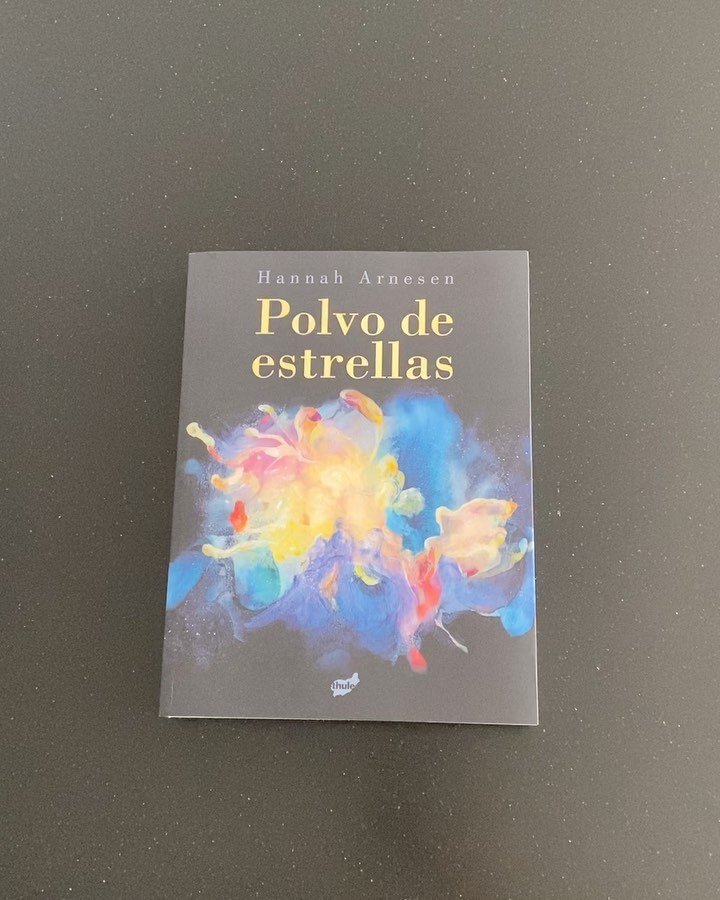 Hannah Arnesen
Polvo de
estrellas
thule